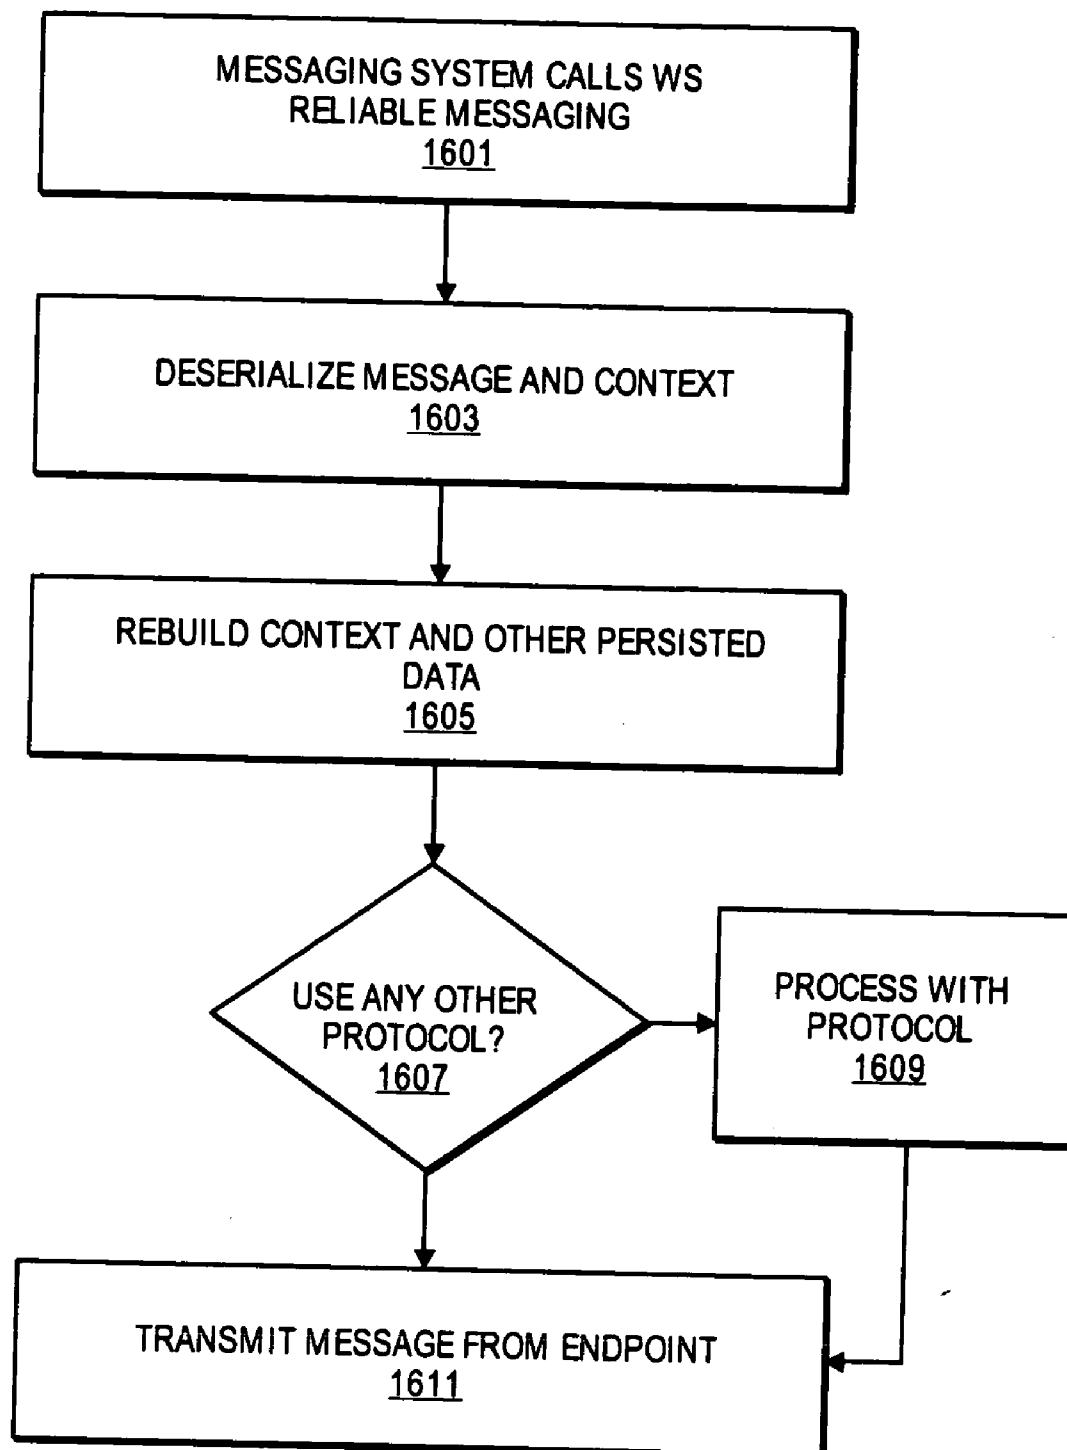 MESSAGING SYSTEM CALLS WS
RELIABLE MESSAGING
1601
DESERIALIZE MESSAGE AND CONTEXT
1603
REBUILD CONTEXT AND OTHER PERSISTED
DATA
1605
USE ANY OTHER
PROTOCOL?
1607
PROCESS WITH
PROTOCOL
1609
TRANSMIT MESSAGE FROM ENDPOINT
1611